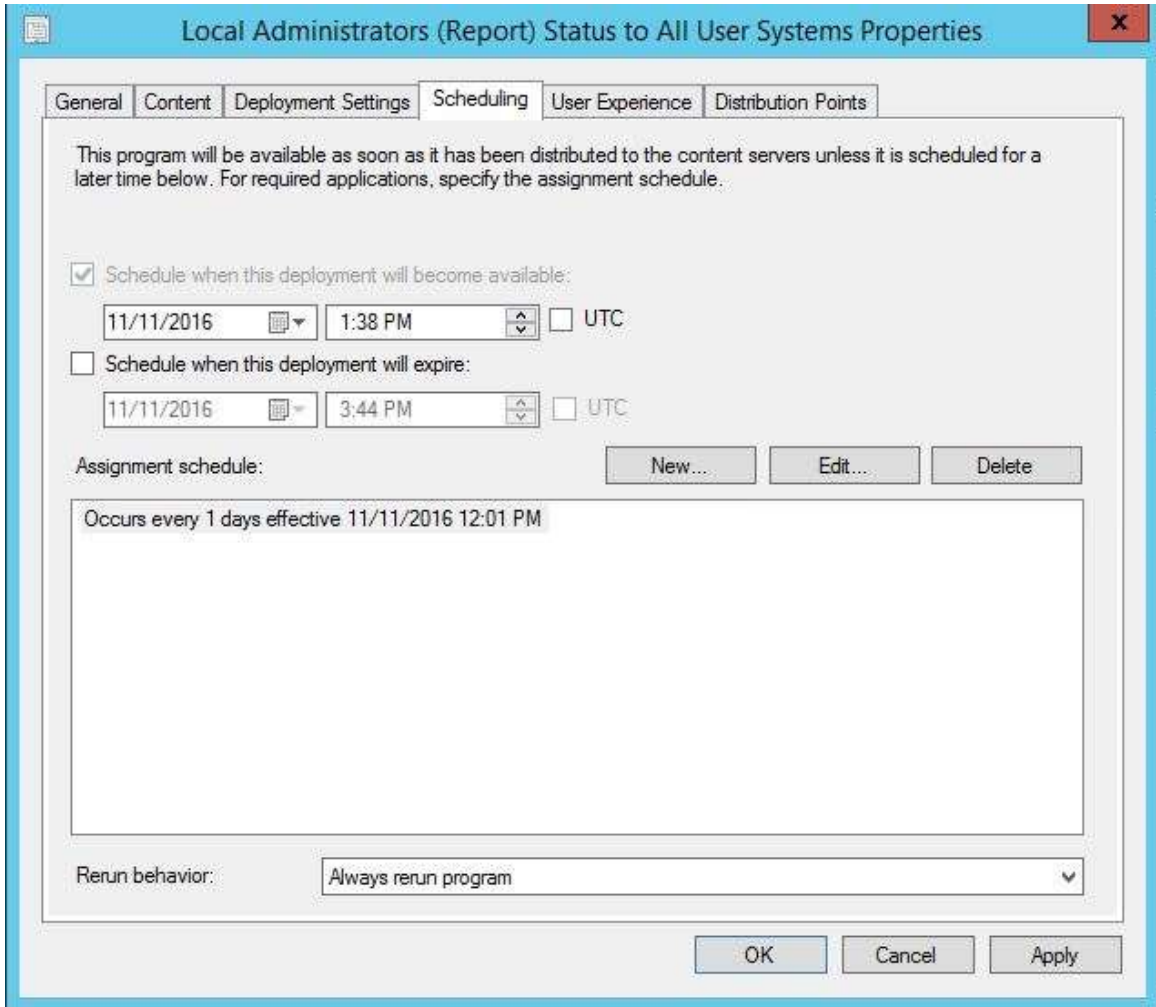 Local Administrators (Report) Status to All User Systems Properties
x
General Content Deployment Settings Scheduling User Experience Distribution Points
This program will be available as soon as it has been distributed to the content servers unless it is scheduled for a
later time below. For required applications, specify the assignment schedule.
Schedule when this deployment will become available:
11/11/2016 1:38 PM UTC
Schedule when this deployment will expire:
11/11/2016 3:44 PM UTC
Assignment schedule: New... Edit... Delete
Occurs every 1 days effective 11/11/2016 12:01 PM
Rerun behavior: Always rerun program
OK Cancel Apply